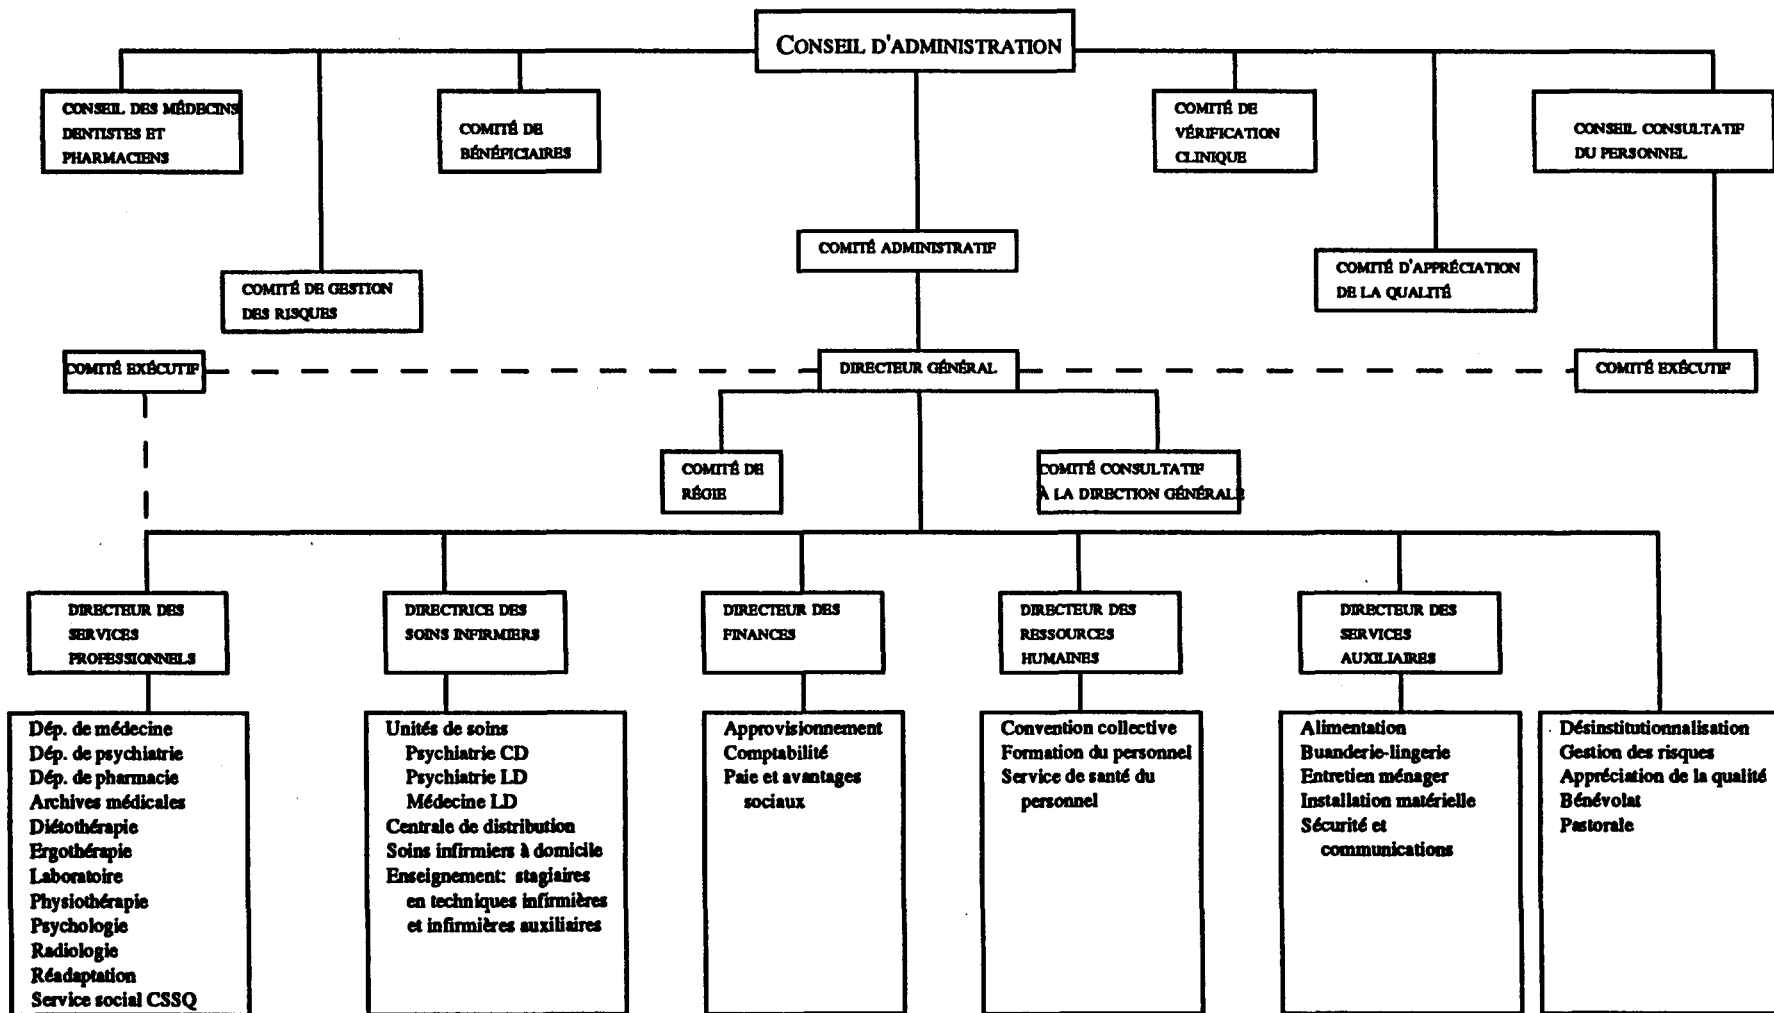 CONSEIL D'ADMINISTRATION
CONSEIL DES MÉDECINS
DENTISTES ET
PHARMACIENS
COMITÉ DE
BÉNÉFICIAIRES
COMITÉ DE
VÉRIFICATION
CLINIQUE
CONSEIL CONSULTATIF
DU PERSONNEL
COMITÉ ADMINISTRATIF
COMITÉ DE GESTION
DES RISQUES
COMITÉ D'APPRÉCIATION
DE LA QUALITÉ
COMITÉ EXÉCUTIF
DIRECTEUR GÉNÉRAL
COMITÉ EXÉCUTIF
COMITÉ DE
RÉGIE
COMITÉ CONSULTATIF
À LA DIRECTION GÉNÉRALE
DIRECTEUR DES
SERVICES
PROFESSIONNELS
DIRECTRICE DES
SOINS INFIRMIERS
DIRECTEUR DES
FINANCES
DIRECTEUR DES
RESSOURCES
HUMAINES
DIRECTEUR DES
SERVICES
AUXILIAIRES
Dép. de médecine
Dép. de psychiatrie
Dép. de pharmacie
Archives médicales
Diétothérapie
Ergothérapie
Laboratoire
Physiothérapie
Psychologie
Radiologie
Réadaptation
Service social CSSQ
Unités de soins
Psychiatrie CD
Psychiatrie LD
Médecine LD
Centrale de distribution
Soins infirmiers à domicile
Enseignement: stagiaires
en techniques infirmières
et infirmières auxiliaires
Approvisionnement
Comptabilité
Paie et avantages
sociaux
Convention collective
Formation du personnel
Service de santé du
personnel
Alimentation
Buanderie-lingerie
Entretien ménager
Installation matérielle
Sécurité et
communications
Désinstitutionnalisation
Gestion des risques
Appréciation de la qualité
Bénévolat
Pastorale